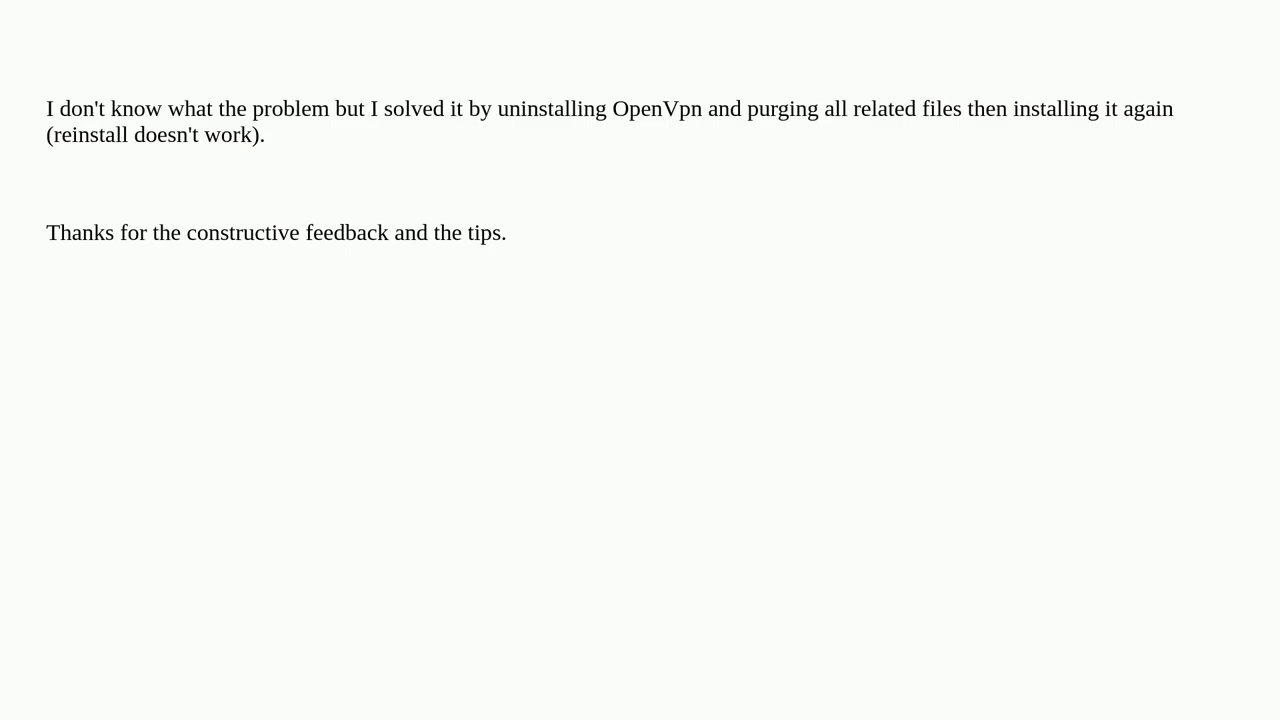 I don't know what the problem but I solved it by uninstalling OpenVpn and purging all related files then installing it again
(reinstall doesn't work).
Thanks for the constructive feedback and the tips.